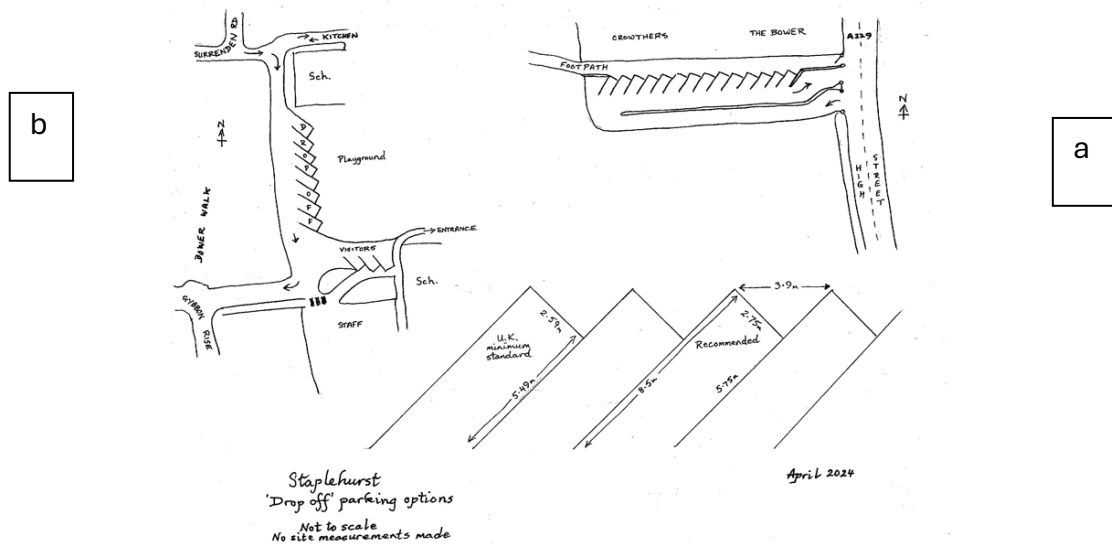 b
SURRENDEN RD
KITCHEN
Sch.
N
BOWER WALK
DROP OFF
Playground
ENTRANCE
VISITORS
Sch.
GYBRON RISE
STAFF
CROWTHERS
THE BOWER
A229
FOOTPATH
N
HIGH STREET
a
2.59m
U.K.
minimum
standard
5.49m
3.9m
2.75m
Recommended
8.5m
5.75m
Staplehurst
'Drop off' parking options
Not to scale
No site measurements made
April 2024